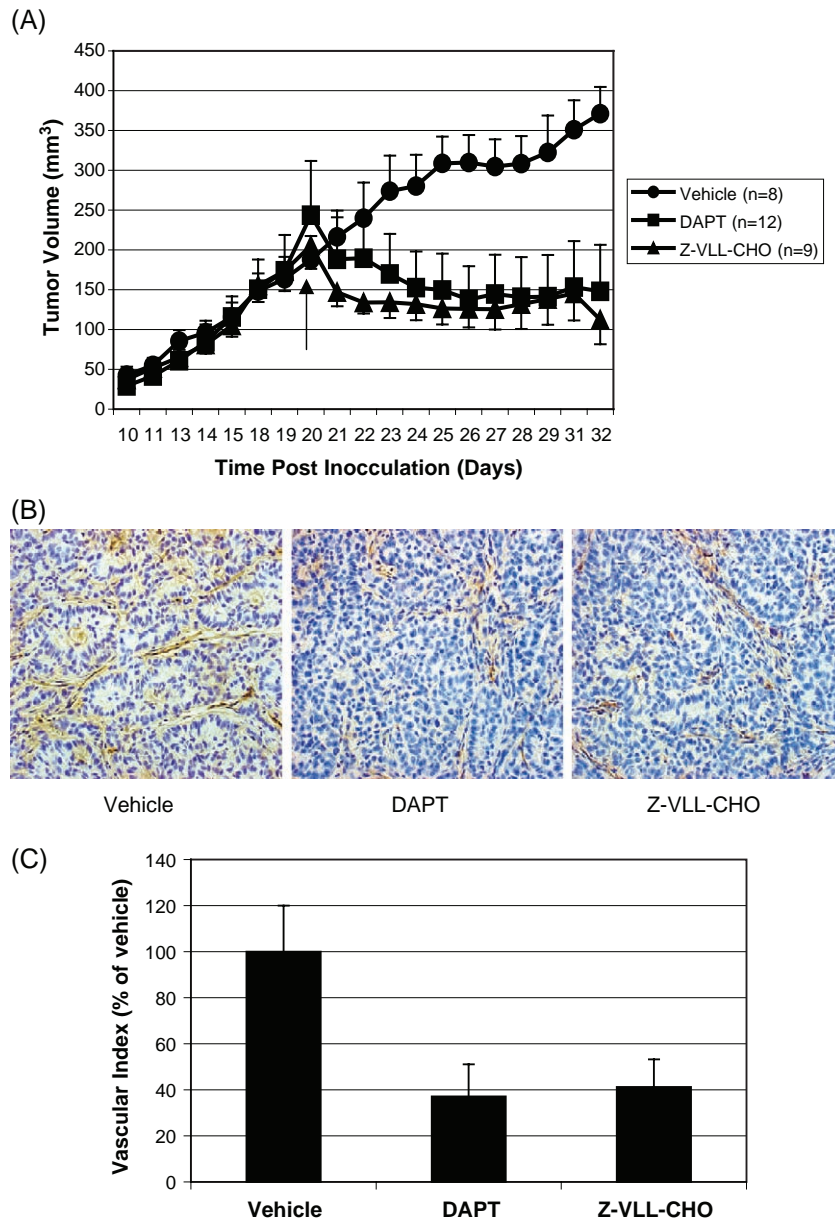 (A)
Tumor Volume (mm³)
450
400
350
300
250
200
150
100
50
0
10 11 13 14 15 18 19 20 21 22 23 24 25 26 27 28 29 31 32
Time Post Inocculation (Days)
Vehicle (n=8)
DAPT (n=12)
Z-VLL-CHO (n=9)
(B)
Vehicle DAPT Z-VLL-CHO
(C)
Vascular Index (% of vehicle)
140
120
100
80
60
40
20
0
Vehicle DAPT Z-VLL-CHO